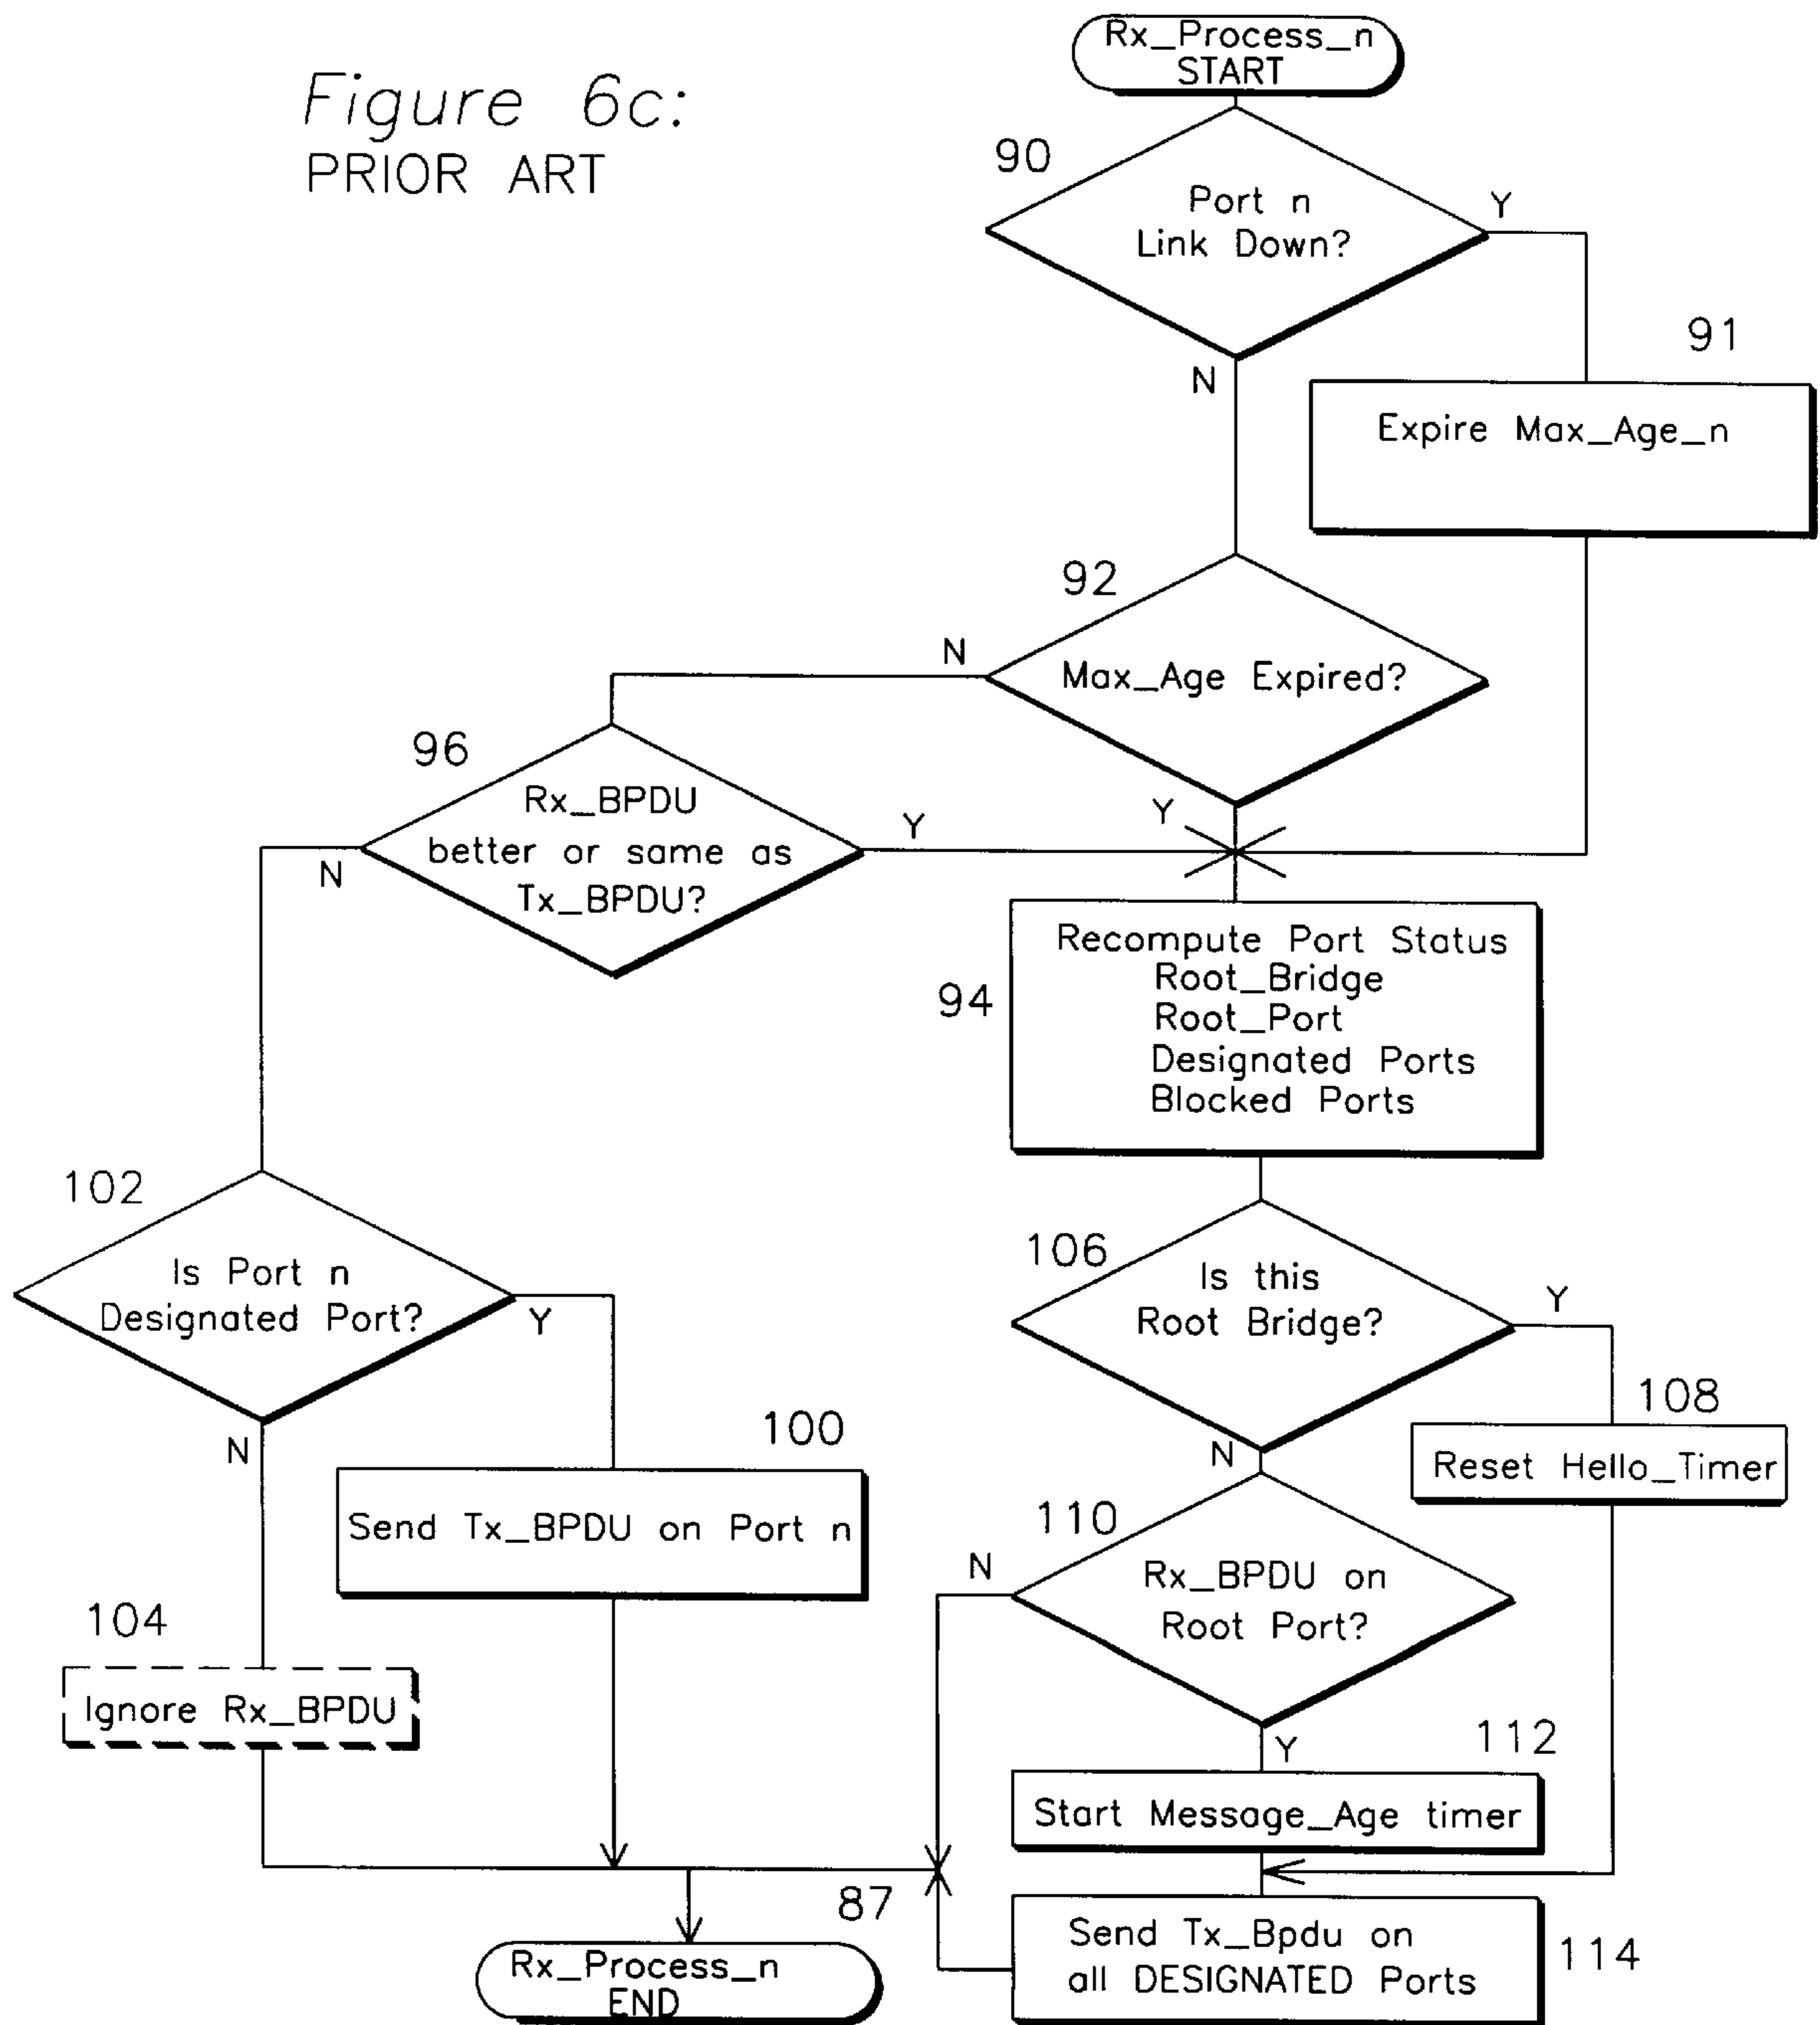 Figure 6c:
PRIOR ART
Rx_Process_n
START
90
Port n
Link Down?
Y
N
91
Expire Max_Age_n
92
N
Max_Age Expired?
Y
96
Rx_BPDU
better or same as
Tx_BPDU?
Y
N
94
Recompute Port Status
Root_Bridge
Root_Port
Designated Ports
Blocked Ports
102
Is Port n
Designated Port?
Y
N
106
Is this
Root Bridge?
Y
N
108
Reset Hello_Timer
100
Send Tx_BPDU on Port n
110
N
Rx_BPDU on
Root Port?
Y
104
Ignore Rx_BPDU
112
Start Message_Age timer
87
Send Tx_Bpdu on
all DESIGNATED Ports
114
Rx_Process_n
END